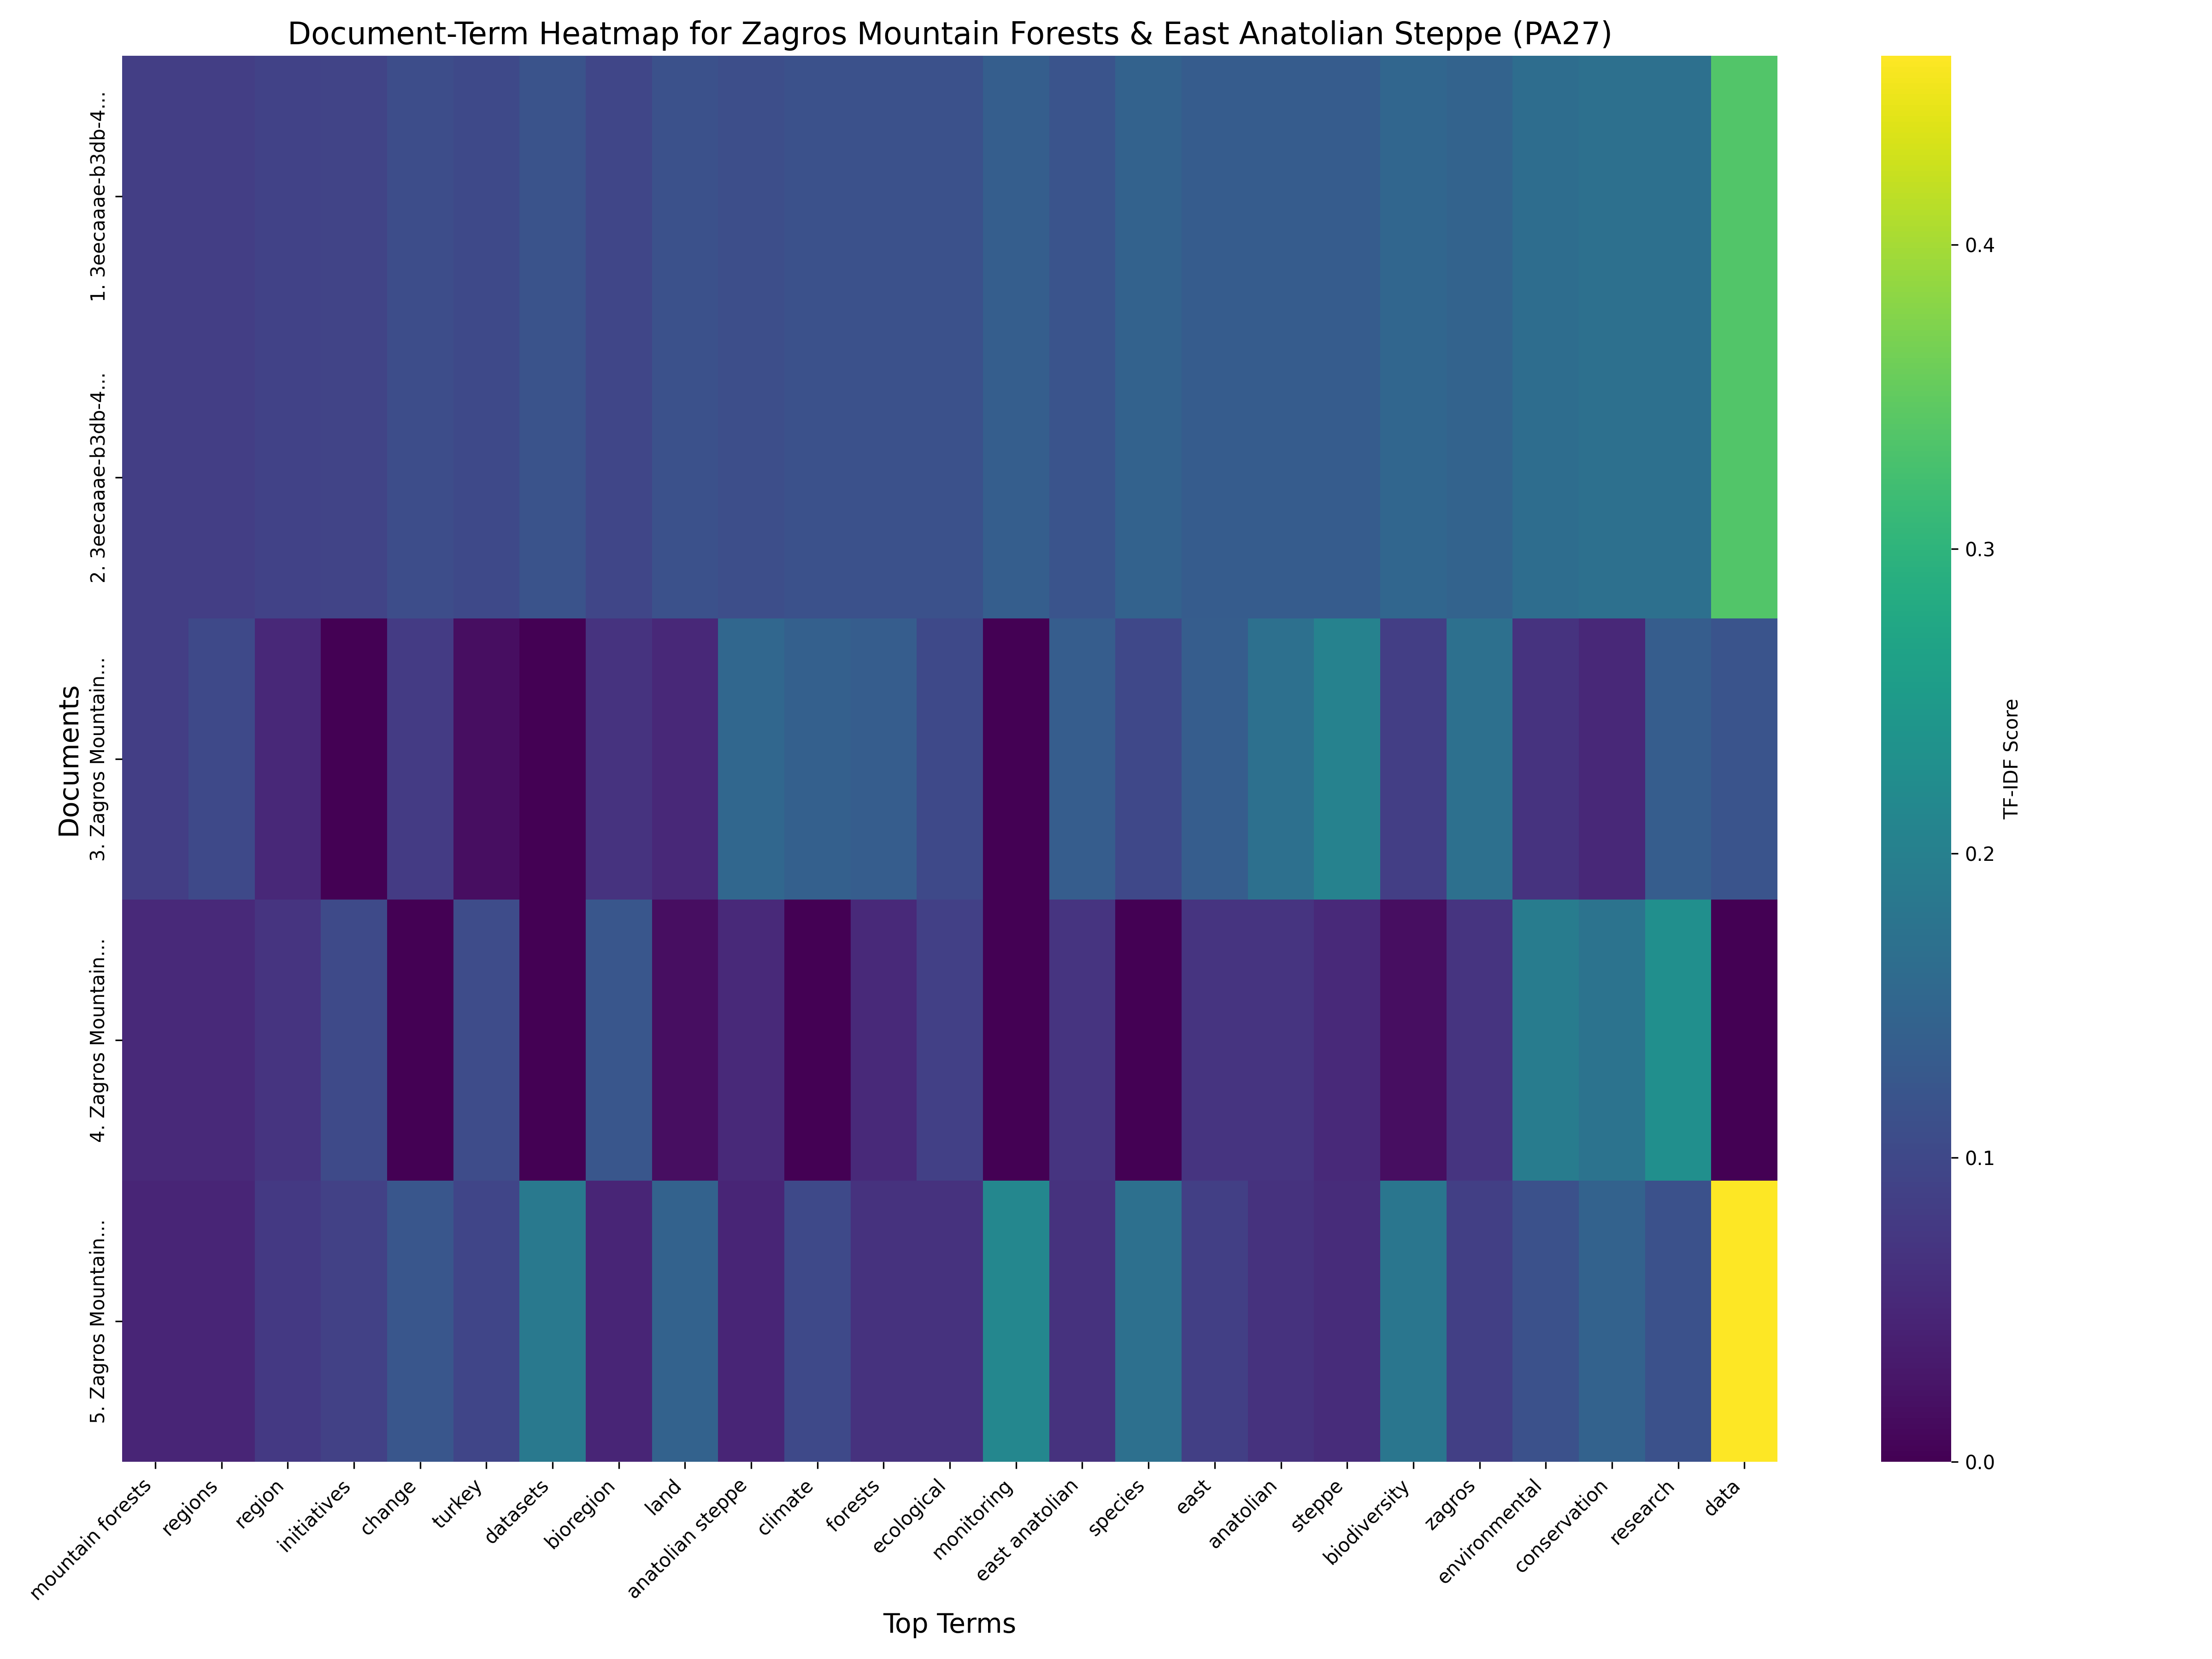 Document-Term Heatmap for Zagros Mountain Forests & East Anatolian Steppe (PA27)
Documents
1. 3eecaaae-b3db-4...
2. 3eecaaae-b3db-4...
3. Zagros Mountain...
4. Zagros Mountain...
5. Zagros Mountain...
mountain forests
regions
region
initiatives
change
turkey
datasets
bioregion
land
anatolian steppe
climate
forests
ecological
monitoring
east anatolian
species
east
anatolian
steppe
biodiversity
zagros
environmental
conservation
research
data
Top Terms
0.4
0.3
0.2
0.1
0.0
TF-IDF Score